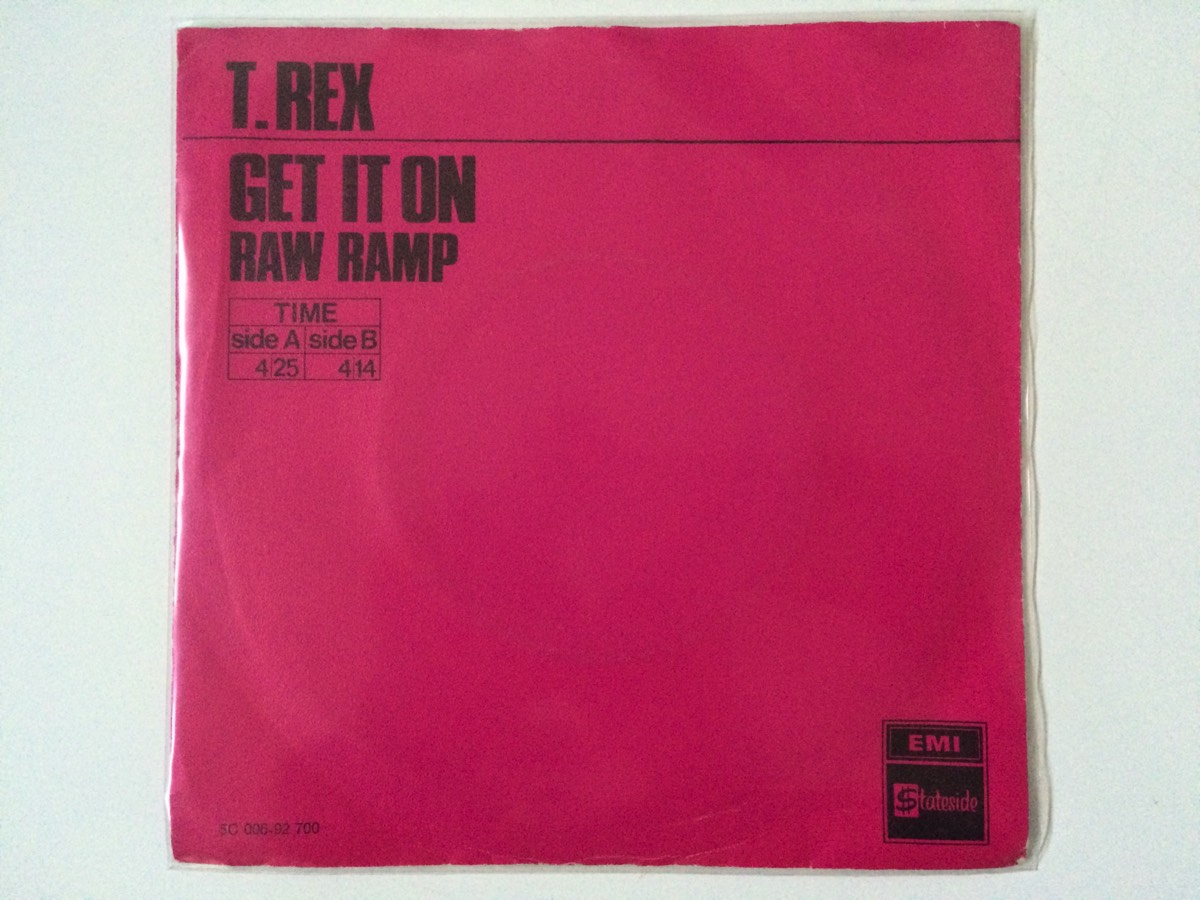 T. REX
GET IT ON
RAW RAMP
TIME
side A side B
4 25 4 14
EMI
Stateside
5C 006-92 700